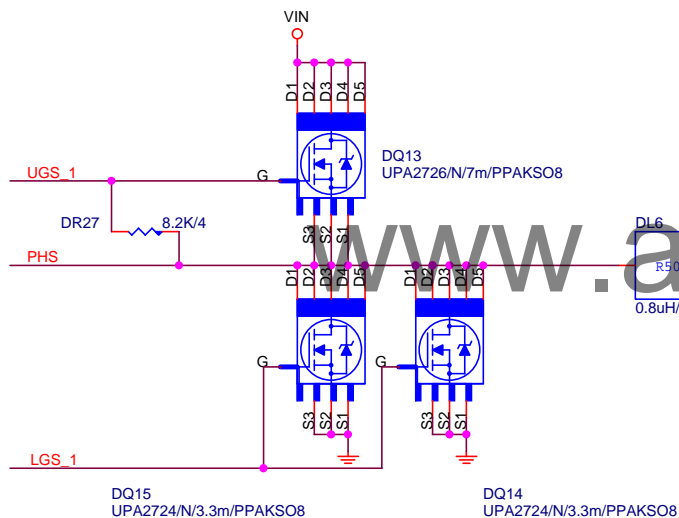 VIN
D1 D2 D3 D4 D5
UGS_1
G
DQ13
UPA2726/N/7m/PPAKSO8
DR27
8.2K/4
S3 S2 S1
DL6
PHS
D1 D2 D3 D4 D5
D1 D2 D3 D4 D5
R50
www.a
0.8uH/
G
G
S3 S2 S1
S3 S2 S1
LGS_1
DQ15
UPA2724/N/3.3m/PPAKSO8
DQ14
UPA2724/N/3.3m/PPAKSO8